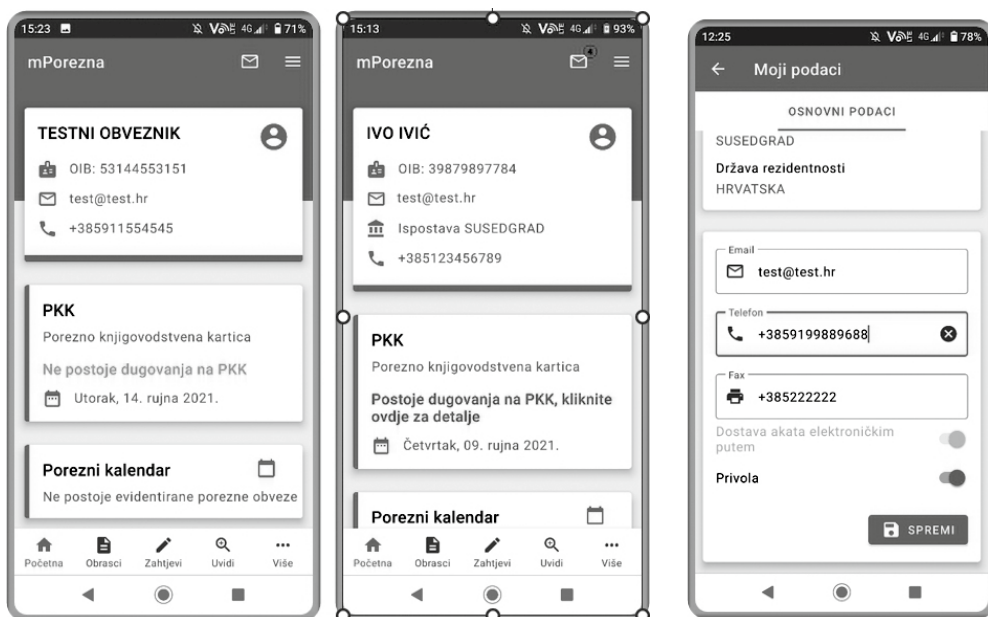 15:23
4G
71%
mPorezna
TESTNI OBVEZNIK
OIB: 53144553151
test@test.hr
+385911554545
PKK
Porezno knjigovodstvena kartica
Ne postoje dugovanja na PKK
Utorak, 14. rujna 2021.
Porezni kalendar
Ne postoje evidentirane porezne obveze
Početna Obrasci Zahtjevi Uvidi Više
15:13
4G
93%
mPorezna
4
IVO IVIĆ
OIB: 39879897784
test@test.hr
Ispostava SUSEDGRAD
+385123456789
PKK
Porezno knjigovodstvena kartica
Postoje dugovanja na PKK, kliknite
ovdje za detalje
Četvrtak, 09. rujna 2021.
Porezni kalendar
Početna Obrasci Zahtjevi Uvidi Više
12:25
4G
78%
Moji podaci
OSNOVNI PODACI
SUSEDGRAD
Država rezidentnosti
HRVATSKA
Email
test@test.hr
Telefon
+3859199889688
Fax
+385222222
Dostava akata elektroničkim
putem
Privola
SPREMI